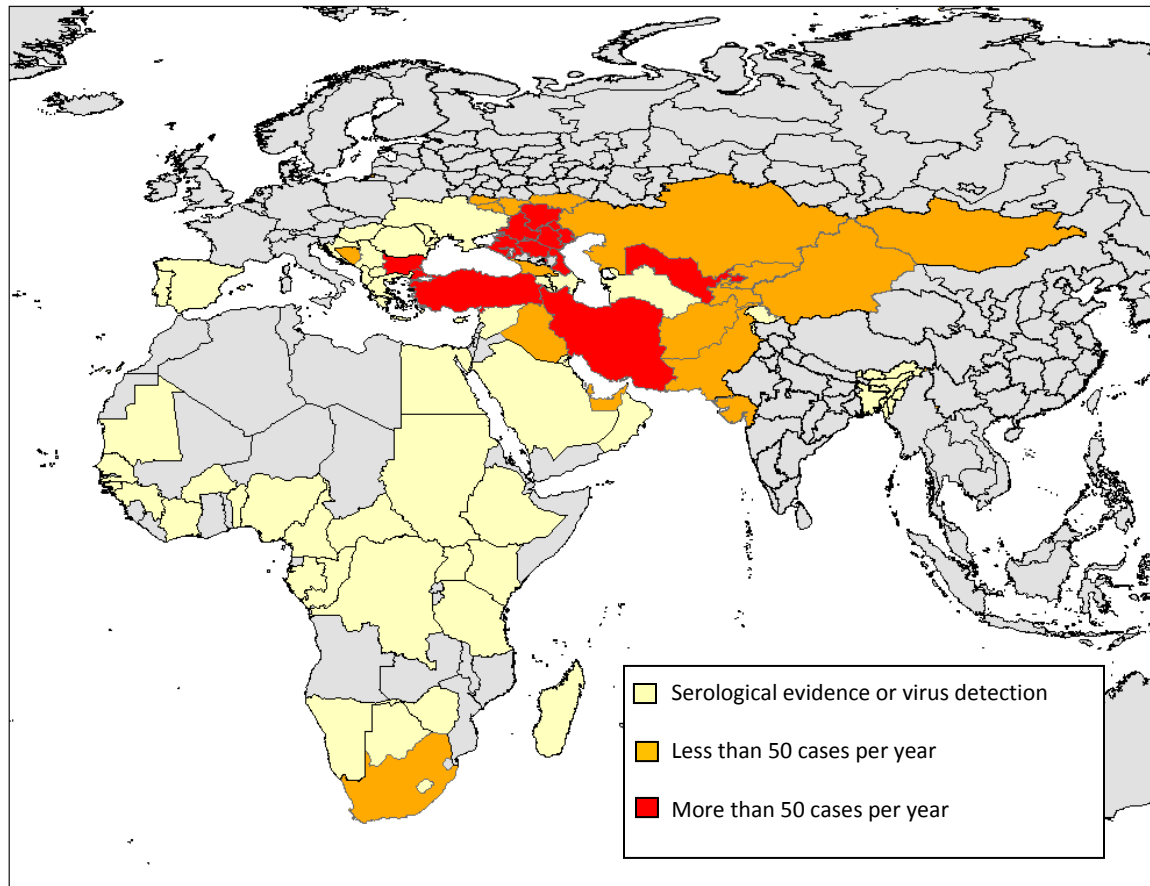 Serological evidence or virus detection
Less than 50 cases per year
More than 50 cases per year